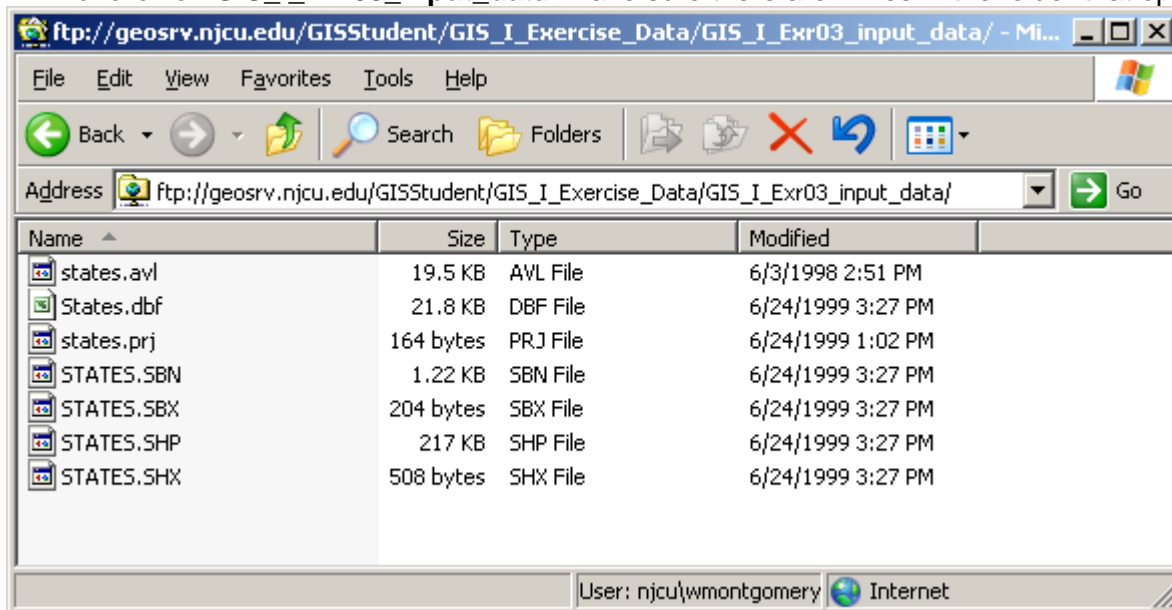 ftp://geosrv.njcu.edu/GISStudent/GIS_I_Exercise_Data/GIS_I_Exr03_input_data/ - Mi...
File Edit View Favorites Tools Help
Back Search Folders
Address ftp://geosrv.njcu.edu/GISStudent/GIS_I_Exercise_Data/GIS_I_Exr03_input_data/ Go
Name Size Type Modified
states.avl 19.5 KB AVL File 6/3/1998 2:51 PM
States.dbf 21.8 KB DBF File 6/24/1999 3:27 PM
states.prj 164 bytes PRJ File 6/24/1999 1:02 PM
STATES.SBN 1.22 KB SBN File 6/24/1999 3:27 PM
STATES.SBX 204 bytes SBX File 6/24/1999 3:27 PM
STATES.SHP 217 KB SHP File 6/24/1999 3:27 PM
STATES.SHX 508 bytes SHX File 6/24/1999 3:27 PM
User: njcu\wmontgomery Internet